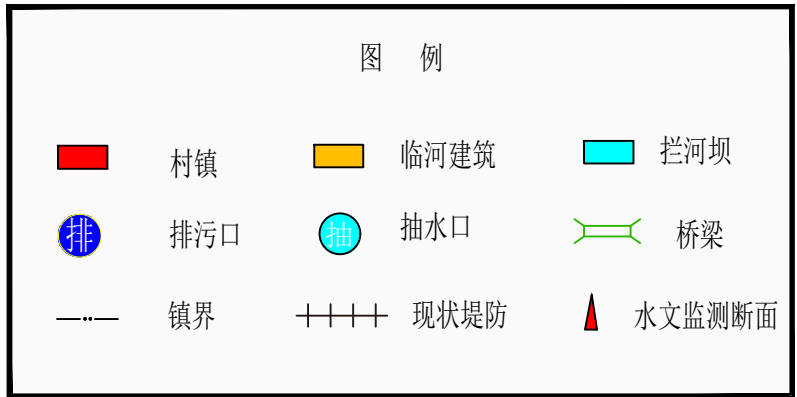 图 例
村镇 临河建筑 拦河坝
排 排污口 抽 抽水口 桥梁
镇界 现状堤防 水文监测断面